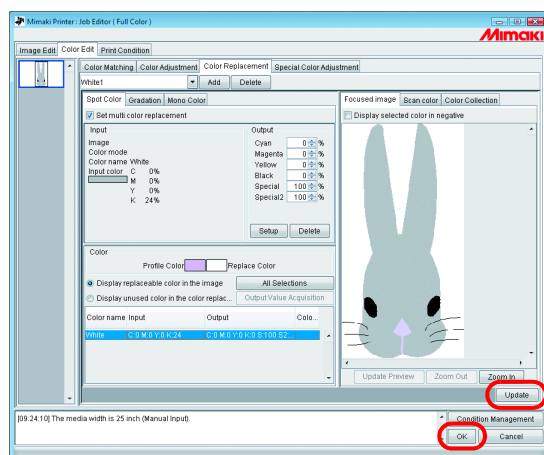 Mimaki Printer : Job Editor ( Full Color )
Mimaki
Image Edit Color Edit Print Condition
Color Matching Color Adjustment Color Replacement Special Color Adjustment
White1 Add Delete
Spot Color Gradation Mono Color
Set multi color replacement
Input
Image
Color mode
Color name White
Input color C 0%
M 0%
Y 0%
K 24%
Output
Cyan 0 %
Magenta 0 %
Yellow 0 %
Black 0 %
Special 100 %
Special2 100 %
Setup Delete
Color
Profile Color Replace Color
Display replaceable color in the image All Selections
Display unused color in the color replac... Output Value Acquisition
Color name Input Output Colo...
White C:0 M:0 Y:0 K:24 C:0 M:0 Y:0 K:0 S:100 S2:...
Focused image Scan color Color Collection
Display selected color in negative
Update Preview Zoom Out Zoom In
Update
[09:24:10] The media width is 25 inch (Manual Input).
Condition Management
OK Cancel